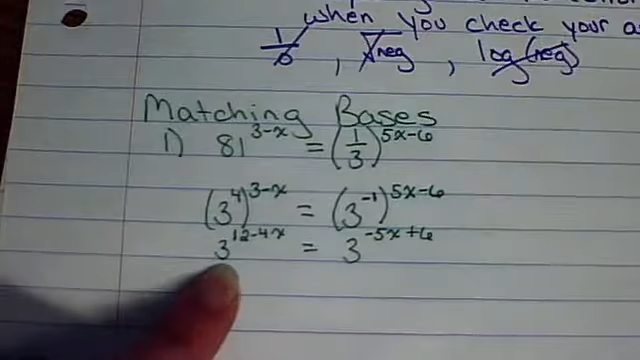 when you check your a
1/0 , √neg , log(neg)
Matching Bases
1) 81^(3-x) = (1/3)^(5x-6)
(3^4)^(3-x) = (3^-1)^(5x-6)
3^(12-4x) = 3^(-5x+6)